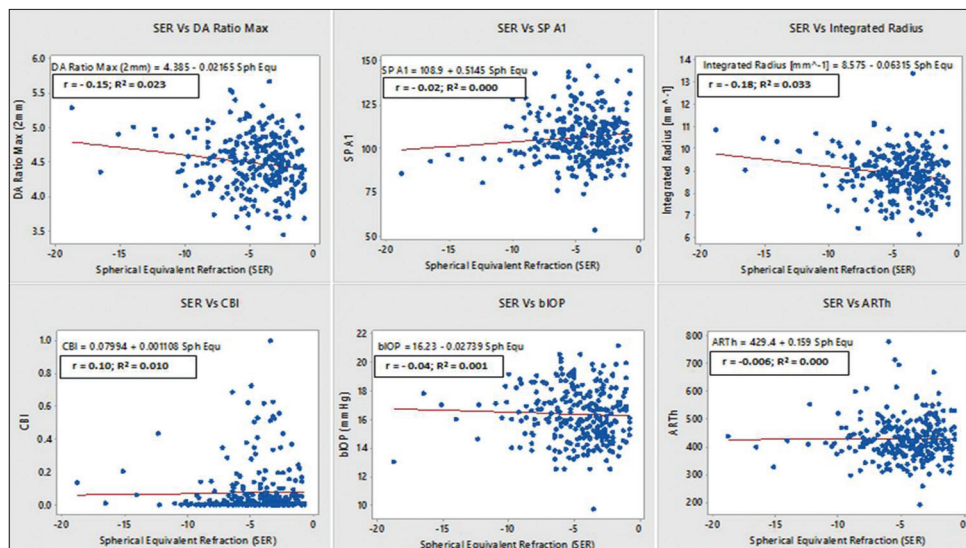 SER Vs DA Ratio Max
DA Ratio Max (2mm) = 4.385 - 0.02165 Sph Equ
r = -0.15; R² = 0.023
DA Ratio Max (2mm)
6.0
5.5
5.0
4.5
4.0
3.5
-20 -15 -10 -5 0
Spherical Equivalent Refraction (SER)
SER Vs SP A1
SP A1 = 108.9 + 0.5145 Sph Equ
r = - 0.02; R² = 0.000
SP A1
150
125
100
75
50
-20 -15 -10 -5 0
Spherical Equivalent Refraction (SER)
SER Vs Integrated Radius
Integrated Radius [mm^-1] = 8.575 - 0.06315 Sph Equ
r = - 0.18; R² = 0.033
Integrated Radius [mm^-1]
14
13
12
11
10
9
8
7
6
-20 -15 -10 -5 0
Spherical Equivalent Refraction (SER)
SER Vs CBI
CBI = 0.07994 + 0.001108 Sph Equ
r = 0.10; R² = 0.010
CBI
1.0
0.8
0.6
0.4
0.2
0.0
-20 -15 -10 -5 0
Spherical Equivalent Refraction (SER)
SER Vs bIOP
bIOP = 16.23 - 0.02739 Sph Equ
r = - 0.04; R² = 0.001
bIOP (mm Hg)
22
20
18
16
14
12
10
-20 -15 -10 -5 0
Spherical Equivalent Refraction (SER)
SER Vs ARTh
ARTh = 429.4 + 0.159 Sph Equ
r = -0.006; R² = 0.000
ARTh
800
700
600
500
400
300
200
-20 -15 -10 -5 0
Spherical Equivalent Refraction (SER)